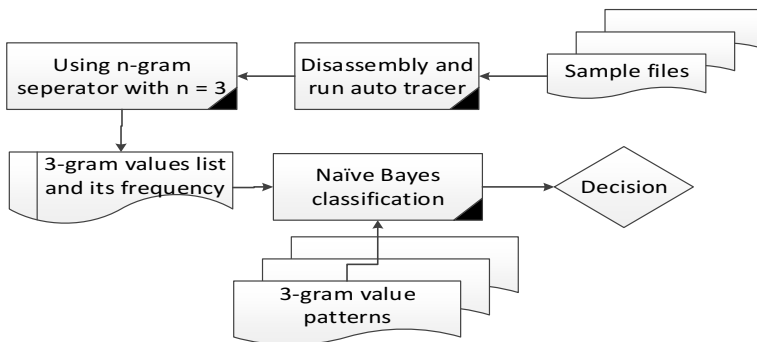 Using n-gram
seperator with n = 3
Disassembly and
run auto tracer
Sample files
3-gram values list
and its frequency
Naïve Bayes
classification
Decision
3-gram value
patterns